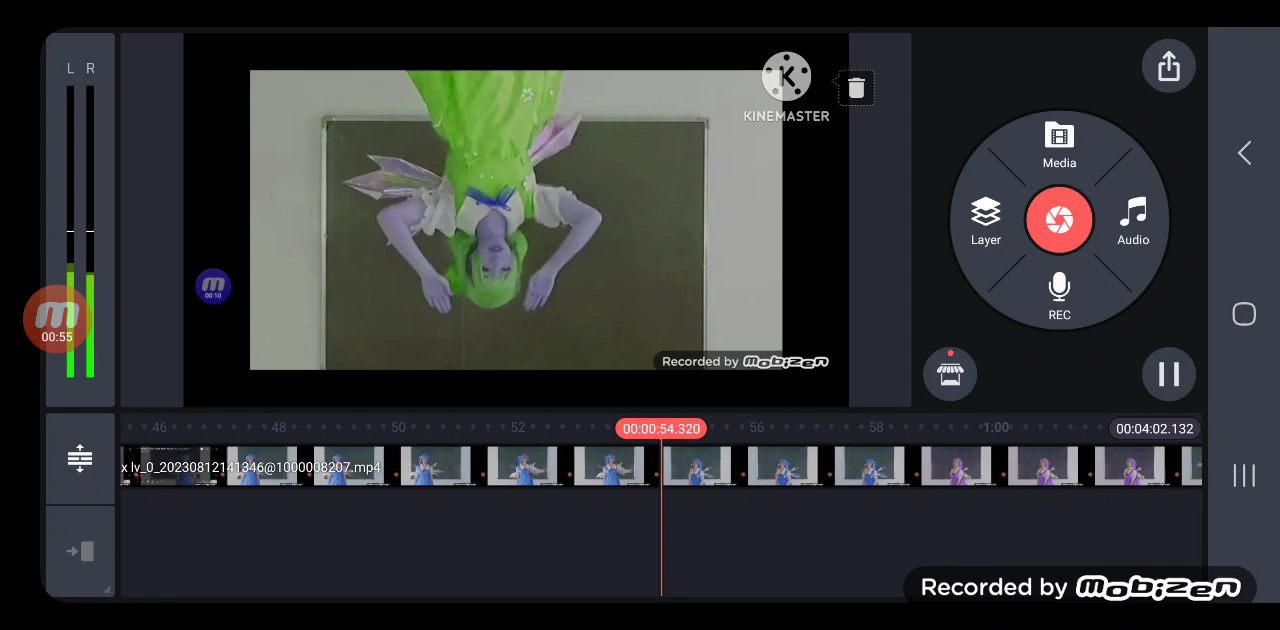 L R
KINEMASTER
Media
Layer
Audio
REC
00:10
00:55
Recorded by mobizen
46 48 50 52 00:00:54.320 56 58 1:00 00:04:02.132
x lv_0_20230812141346@1000008207.mp4
Recorded by mobizen